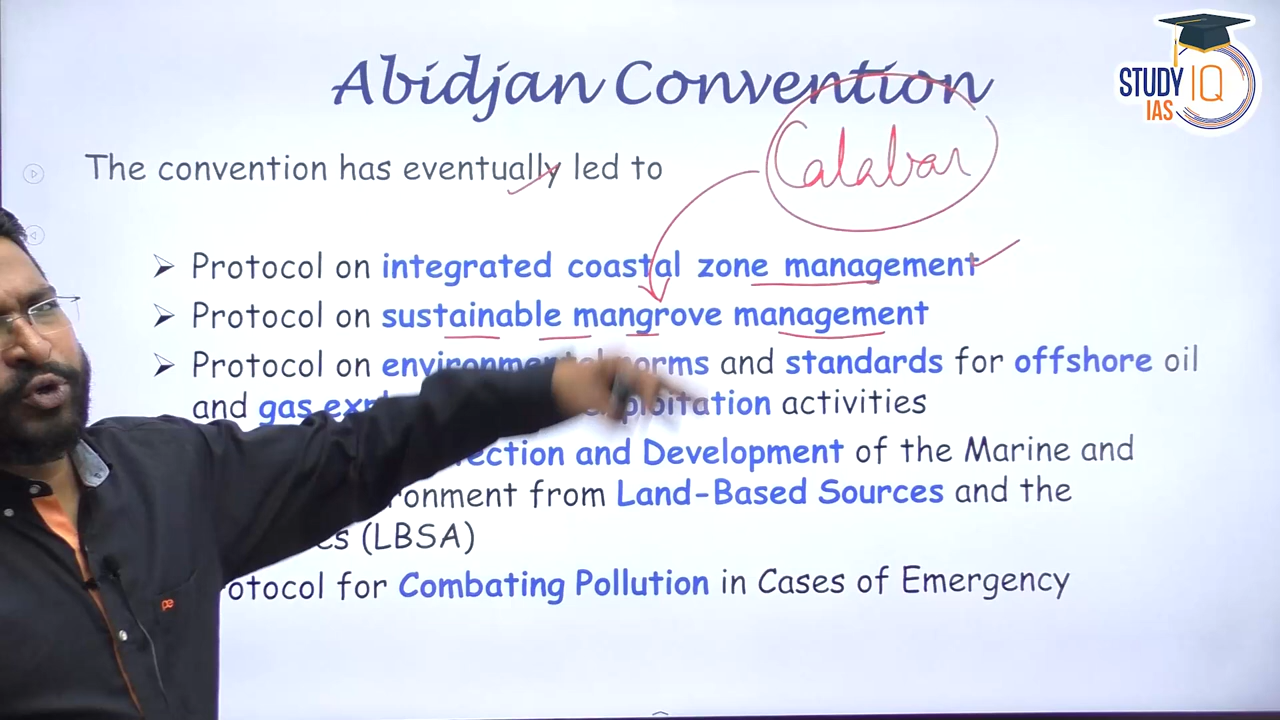 Abidjan Convention
STUDY IQ
IAS
Calabar
The convention has eventually led to
➢ Protocol on integrated coastal zone management
➢ Protocol on sustainable mangrove management
➢ Protocol on environmental norms and standards for offshore oil
and gas exploitation activities
ection and Development of the Marine and
ronment from Land-Based Sources and the
es (LBSA)
otocol for Combating Pollution in Cases of Emergency
pe